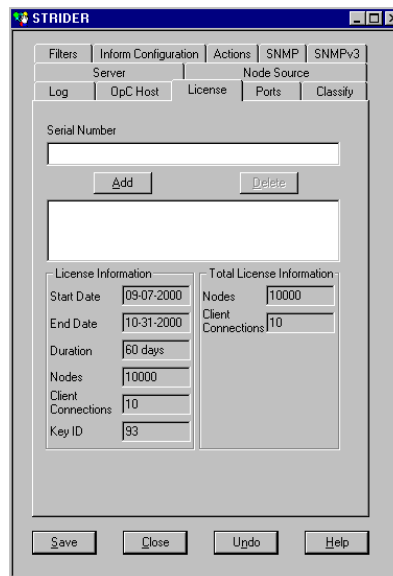 STRIDER
Filters Inform Configuration Actions SNMP SNMPv3
Server Node Source
Log OpC Host License Ports Classify
Serial Number
Add Delete
License Information Total License Information
Start Date 09-07-2000 Nodes 10000
End Date 10-31-2000 Client Connections 10
Duration 60 days
Nodes 10000
Client Connections 10
Key ID 93
Save Close Undo Help